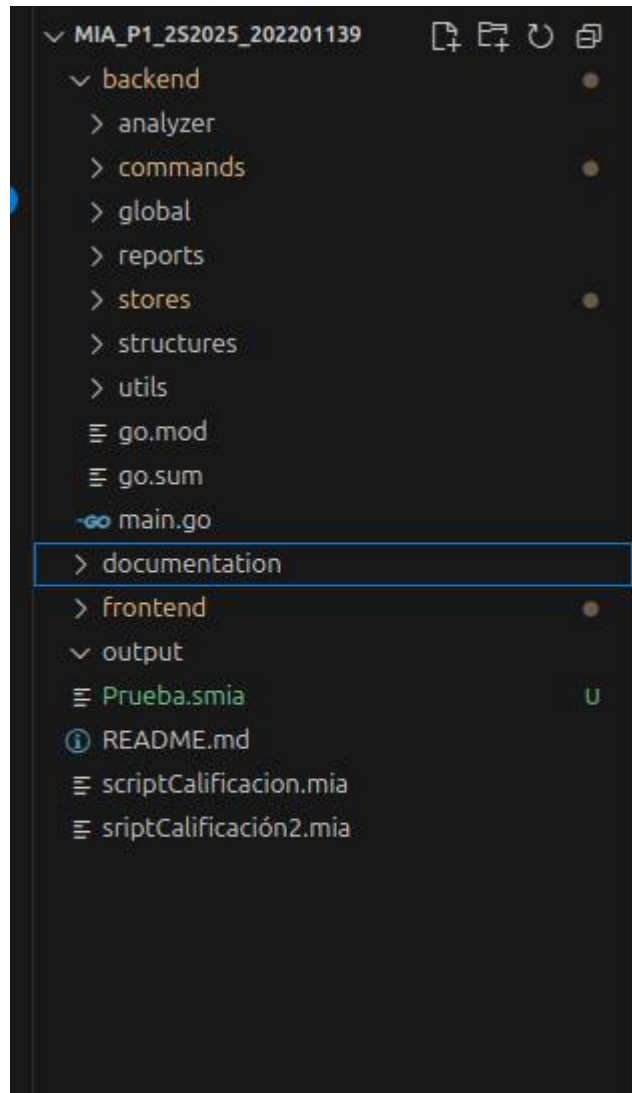 MIA_P1_2S2025_202201139
backend
analyzer
commands
global
reports
stores
structures
utils
go.mod
go.sum
GO main.go
documentation
frontend
output
Prueba.smia U
README.md
scriptCalificacion.mia
sriptCalificación2.mia